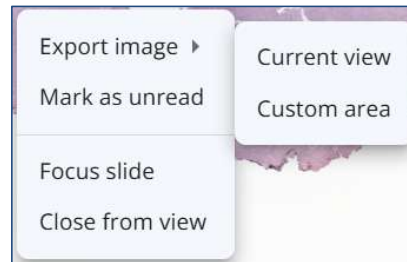 Export image
Mark as unread
Focus slide
Close from view
Current view
Custom area